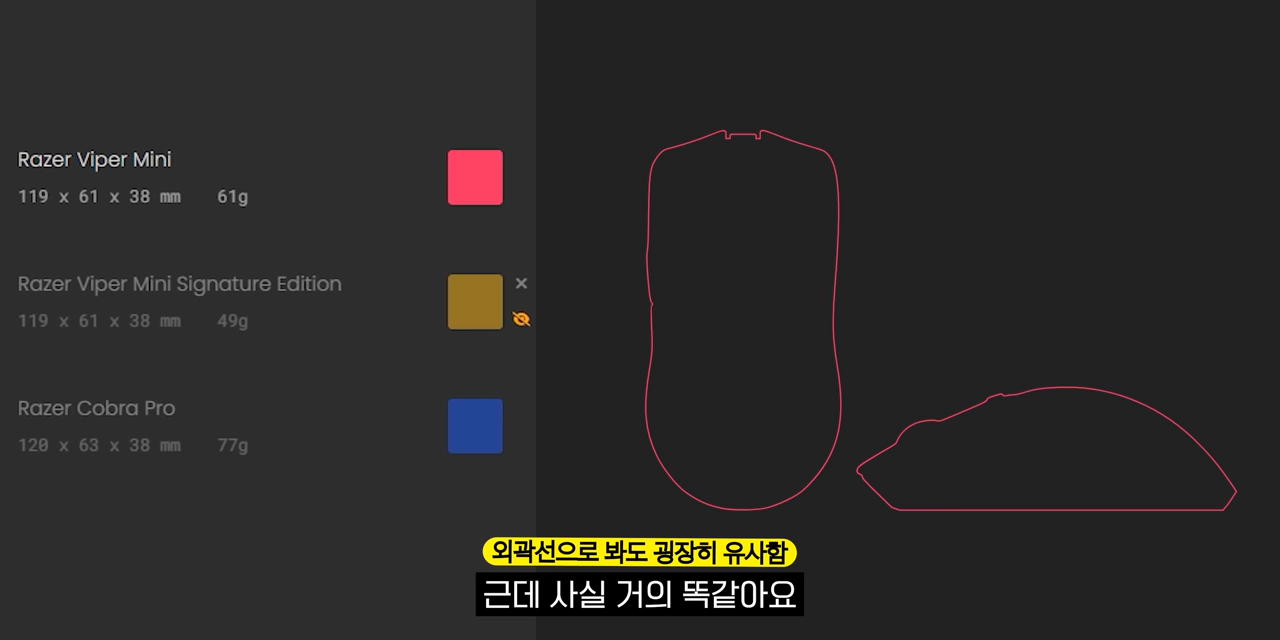 Razer Viper Mini
119 x 61 x 38 mm 61g
Razer Viper Mini Signature Edition
119 x 61 x 38 mm 49g
Razer Cobra Pro
120 x 63 x 38 mm 77g
외곽선으로 봐도 굉장히 유사함
근데 사실 거의 똑같아요